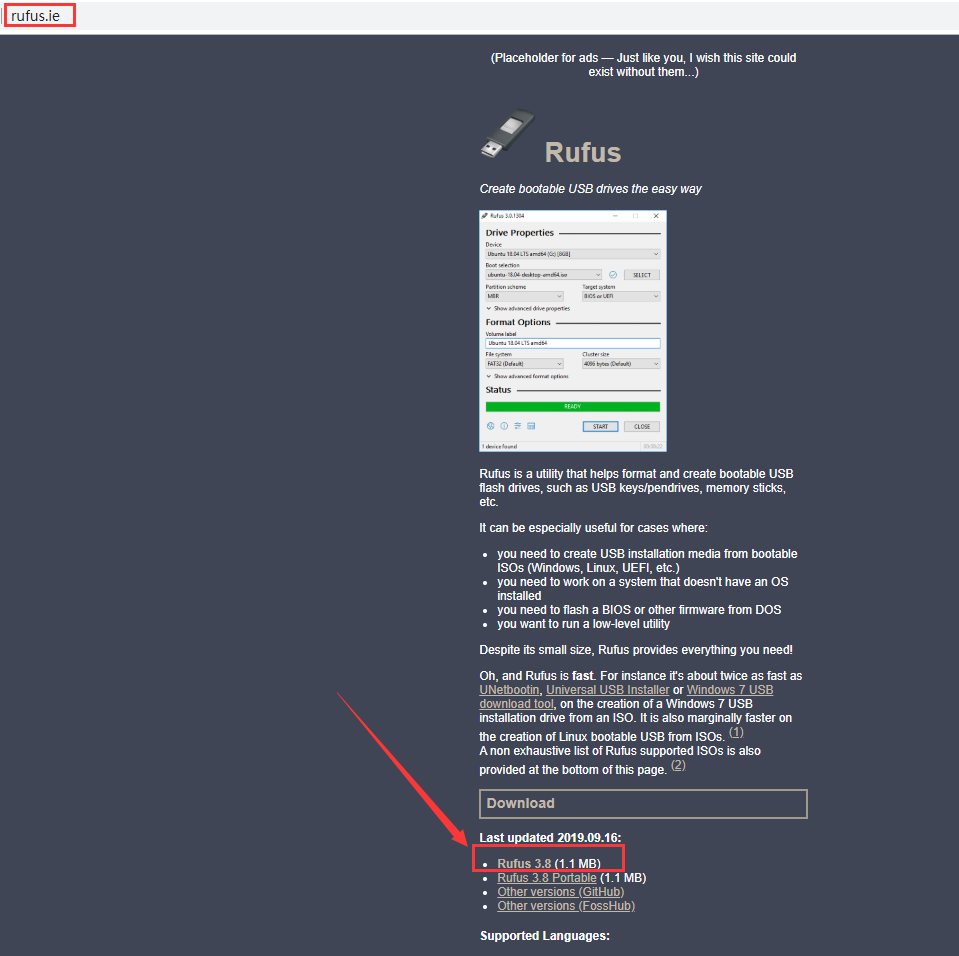 rufus.ie
(Placeholder for ads — Just like you, I wish this site could
exist without them...)
Rufus
Create bootable USB drives the easy way
Rufus 3.0.1304
Drive Properties
Device
Ubuntu 18.04 LTS amd64 (G:) [8GB]
Boot selection
ubuntu-18.04-desktop-amd64.iso
SELECT
Partition scheme
Target system
MBR
BIOS or UEFI
Show advanced drive properties
Format Options
Volume label
Ubuntu 18.04 LTS amd64
File system
Cluster size
FAT32 (Default)
4096 bytes (Default)
Show advanced format options
Status
READY
START
CLOSE
1 device found
Rufus is a utility that helps format and create bootable USB
flash drives, such as USB keys/pendrives, memory sticks,
etc.
It can be especially useful for cases where:
• you need to create USB installation media from bootable
ISOs (Windows, Linux, UEFI, etc.)
• you need to work on a system that doesn't have an OS
installed
• you need to flash a BIOS or other firmware from DOS
• you want to run a low-level utility
Despite its small size, Rufus provides everything you need!
Oh, and Rufus is fast. For instance it's about twice as fast as
UNetbootin, Universal USB Installer or Windows 7 USB
download tool, on the creation of a Windows 7 USB
installation drive from an ISO. It is also marginally faster on
the creation of Linux bootable USB from ISOs. (1)
A non exhaustive list of Rufus supported ISOs is also
provided at the bottom of this page. (2)
Download
Last updated 2019.09.16:
• Rufus 3.8 (1.1 MB)
• Rufus 3.8 Portable (1.1 MB)
• Other versions (GitHub)
• Other versions (FossHub)
Supported Languages: